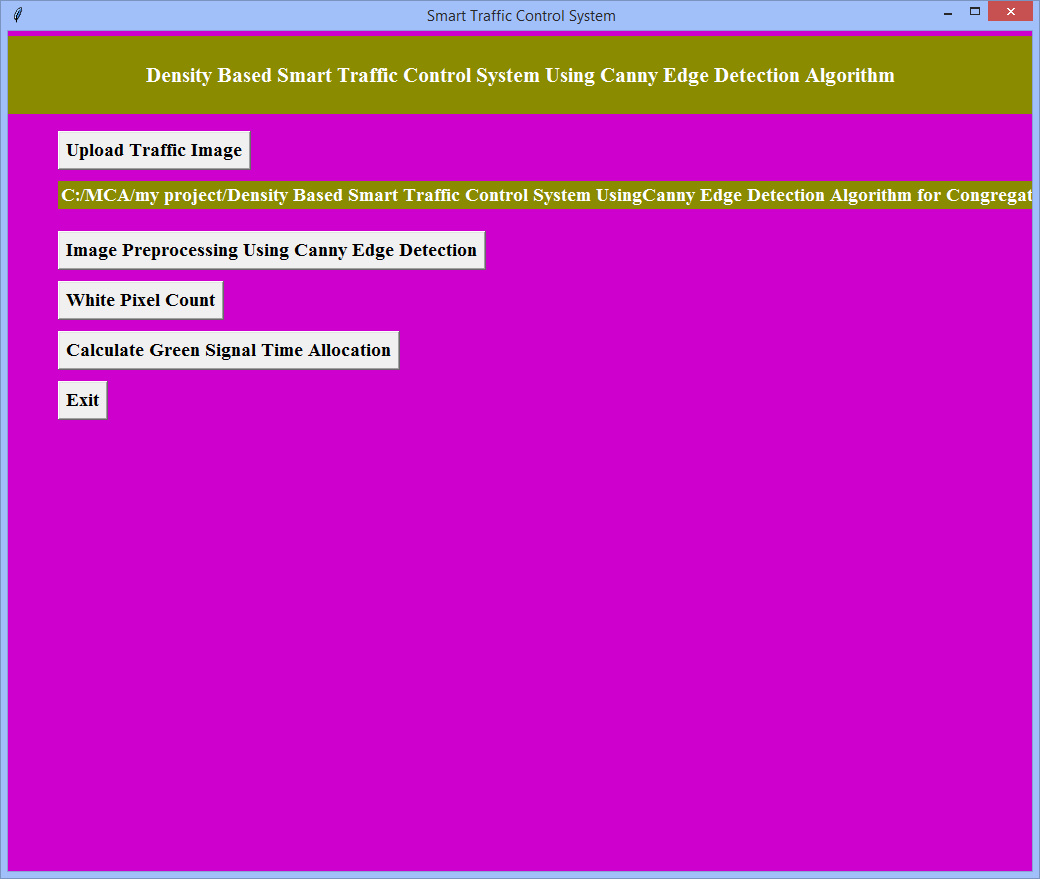 Smart Traffic Control System
Density Based Smart Traffic Control System Using Canny Edge Detection Algorithm
Upload Traffic Image
C:/MCA/my project/Density Based Smart Traffic Control System UsingCanny Edge Detection Algorithm for Congregat
Image Preprocessing Using Canny Edge Detection
White Pixel Count
Calculate Green Signal Time Allocation
Exit